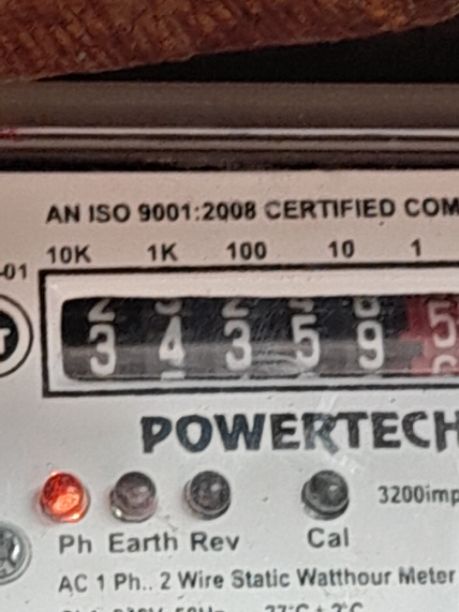 AN ISO 9001:2008 CERTIFIED COM
10K 1K 100 10 1
-01
3 4 3 5 9 5
POWERTECH
3200imp
Ph Earth Rev Cal
AC 1 Ph.. 2 Wire Static Watthour Meter